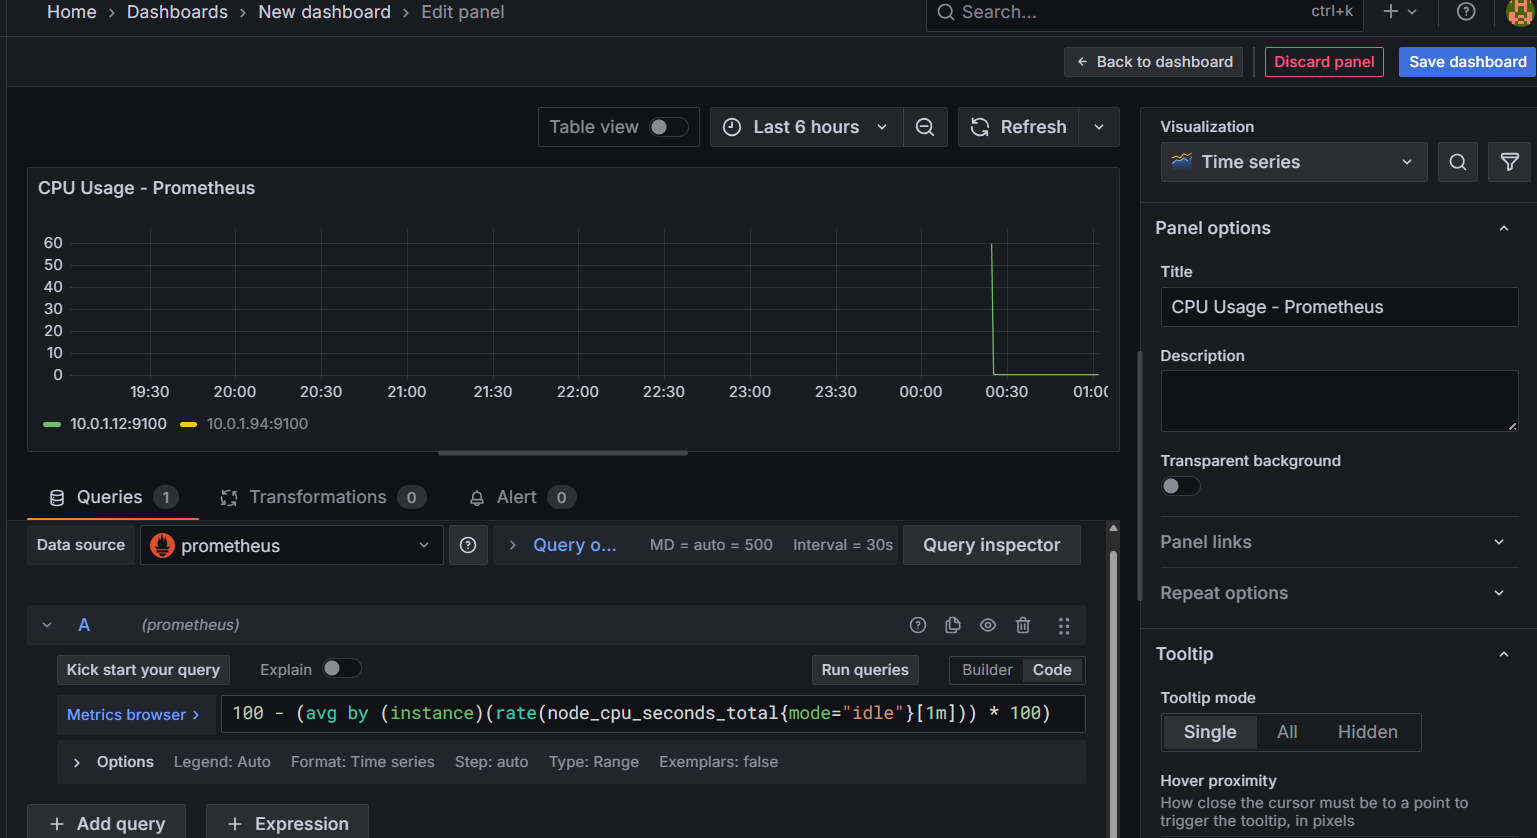 Home › Dashboards › New dashboard › Edit panel
Search...
ctrl+k
← Back to dashboard
Discard panel
Save dashboard
Table view
Last 6 hours
Refresh
CPU Usage - Prometheus
60
50
40
30
20
10
0
19:30 20:00 20:30 21:00 21:30 22:00 22:30 23:00 23:30 00:00 00:30 01:00
10.0.1.12:9100 10.0.1.94:9100
Queries 1
Transformations 0
Alert 0
Data source
prometheus
Query o...
MD = auto = 500
Interval = 30s
Query inspector
A
(prometheus)
Kick start your query
Explain
Run queries
Builder
Code
Metrics browser >
100 - (avg by (instance)(rate(node_cpu_seconds_total{mode="idle"}[1m])) * 100)
Options
Legend: Auto
Format: Time series
Step: auto
Type: Range
Exemplars: false
+ Add query
+ Expression
Visualization
Time series
Panel options
Title
CPU Usage - Prometheus
Description
Transparent background
Panel links
Repeat options
Tooltip
Tooltip mode
Single
All
Hidden
Hover proximity
How close the cursor must be to a point to
trigger the tooltip, in pixels